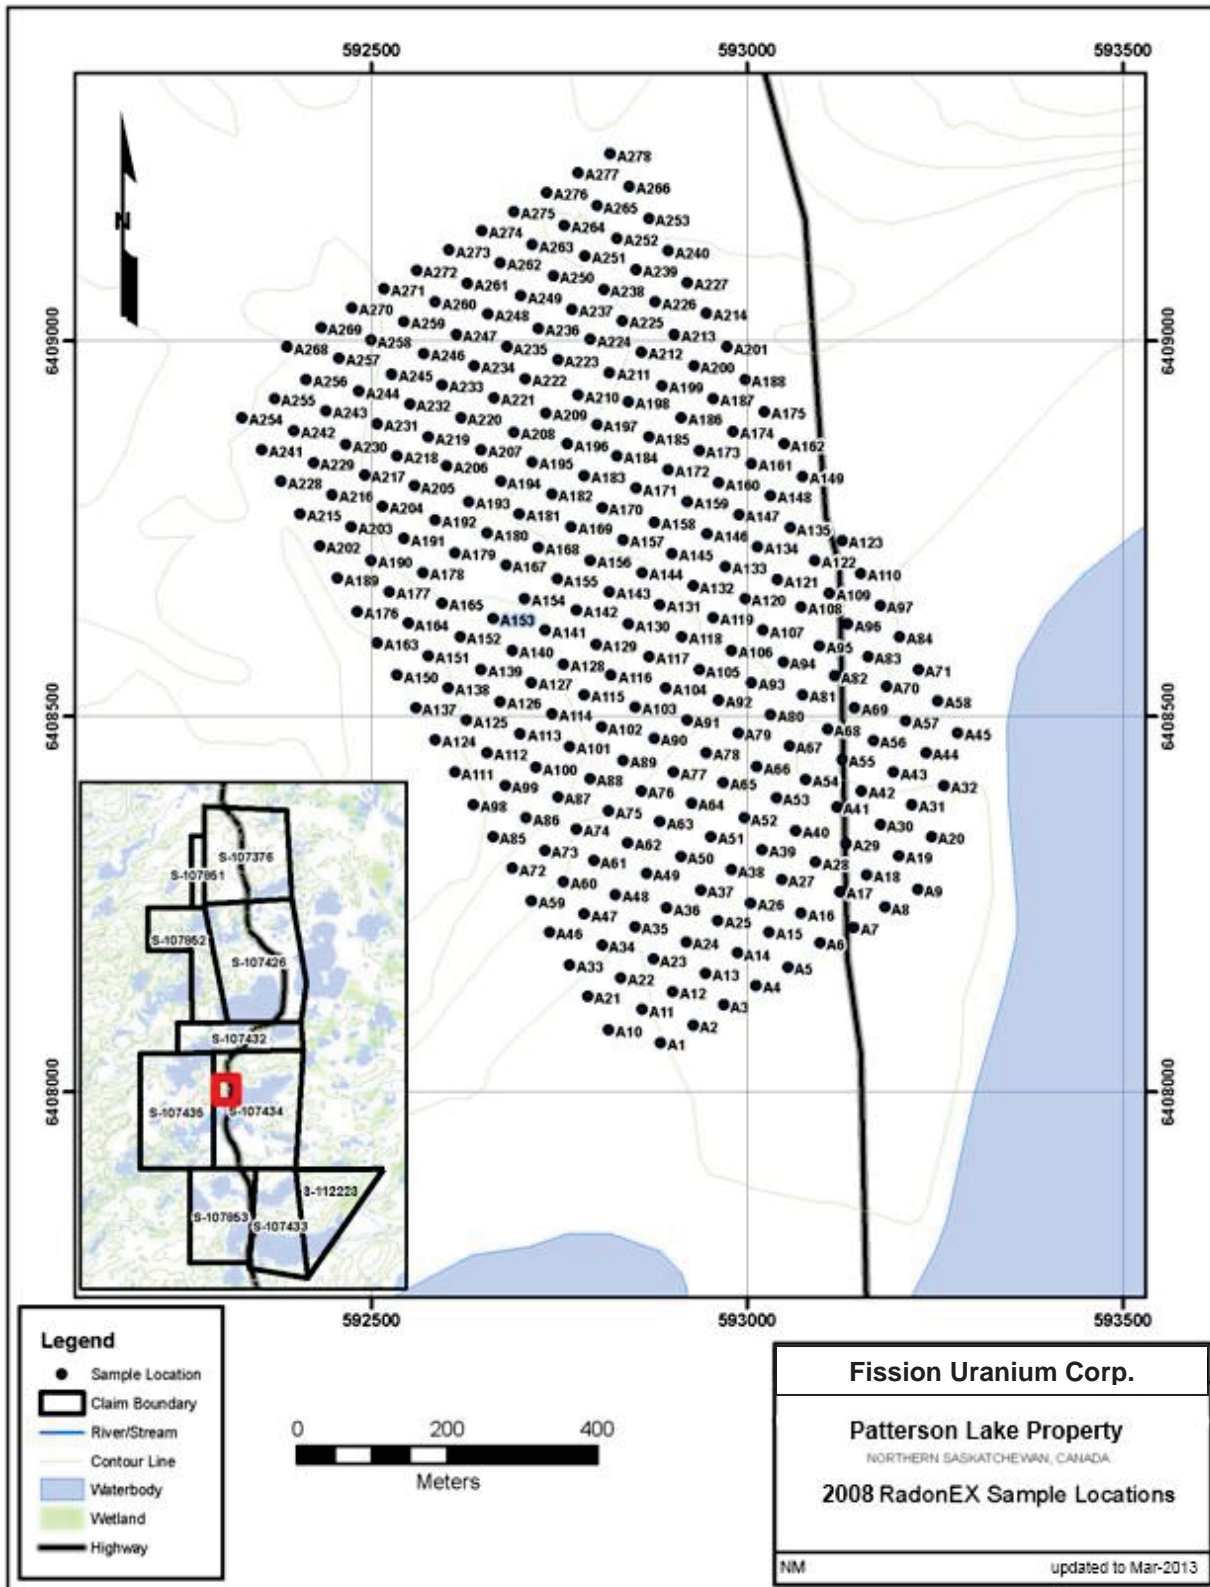 592500 593000 593500
N
A278
A277
A266
A276
A265
A253
A275
A264
A252
A240
A274
A263
A251
A239
A227
A273
A262
A250
A238
A226
A214
A272
A261
A249
A237
A225
A213
A201
A271
A260
A248
A236
A224
A212
A200
A188
A270
A259
A247
A235
A223
A211
A199
A187
A175
6409000
6409000
A269
A258
A246
A234
A222
A210
A198
A186
A174
A162
A268
A257
A245
A233
A221
A209
A197
A185
A173
A161
A149
A256
A244
A232
A220
A208
A196
A184
A172
A160
A148
A255
A243
A231
A219
A207
A195
A183
A171
A159
A147
A135
A123
A254
A242
A230
A218
A206
A194
A182
A170
A158
A146
A134
A122
A110
A241
A229
A217
A205
A193
A181
A169
A157
A145
A133
A121
A109
A97
A228
A216
A204
A192
A180
A168
A156
A144
A132
A120
A108
A96
A84
A215
A203
A191
A179
A167
A155
A143
A131
A119
A107
A95
A83
A71
A202
A190
A178
A154
A142
A130
A118
A106
A94
A82
A70
A58
A189
A177
A165
A153
A141
A129
A117
A105
A93
A81
A69
A57
A45
A176
A164
A152
A140
A128
A116
A104
A92
A80
A68
A56
A44
A32
A163
A151
A139
A127
A115
A103
A91
A79
A67
A55
A43
A31
A20
6408500
6408500
A150
A138
A126
A114
A102
A90
A78
A66
A54
A42
A30
A19
A9
A137
A125
A113
A101
A89
A77
A65
A53
A41
A29
A18
A8
A124
A112
A100
A88
A76
A64
A52
A40
A28
A17
A7
A111
A99
A87
A75
A63
A51
A39
A27
A16
A6
A98
A86
A74
A62
A50
A38
A26
A15
A5
A85
A73
A61
A49
A37
A25
A14
A4
A72
A60
A48
A36
A24
A13
A3
A59
A47
A35
A23
A12
A2
A46
A34
A22
A11
A1
A33
A21
A10
6408000
6408000
S-107376
S-107851
S-107852
S-107426
S-107432
S-107435
S-107434
S-112223
S-107853
S-107433
592500 593000 593500
Legend
Sample Location
Claim Boundary
River/Stream
Contour Line
Waterbody
Wetland
Highway
0 200 400
Meters
Fission Uranium Corp.
Patterson Lake Property
NORTHERN SASKATCHEWAN, CANADA
2008 RadonEX Sample Locations
NM updated to Mar-2013